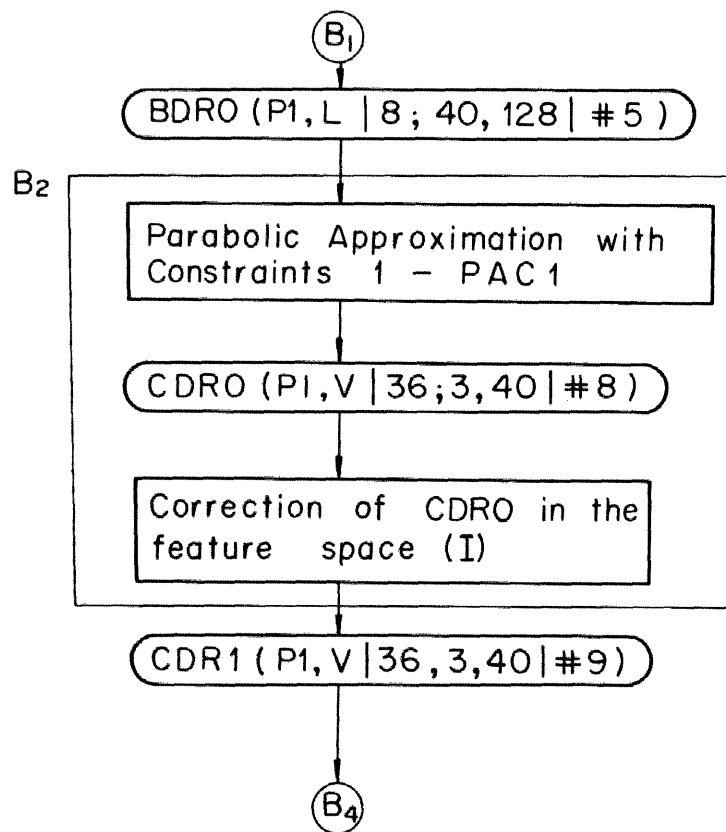 B1
BDRO (P1, L | 8 ; 40, 128 | #5 )
B2
Parabolic Approximation with
Constraints 1 - PAC1
CDRO (P1, V | 36 ; 3, 40 | #8 )
Correction of CDRO in the
feature space (I)
CDR1 ( P1, V | 36 , 3, 40 | #9 )
B4